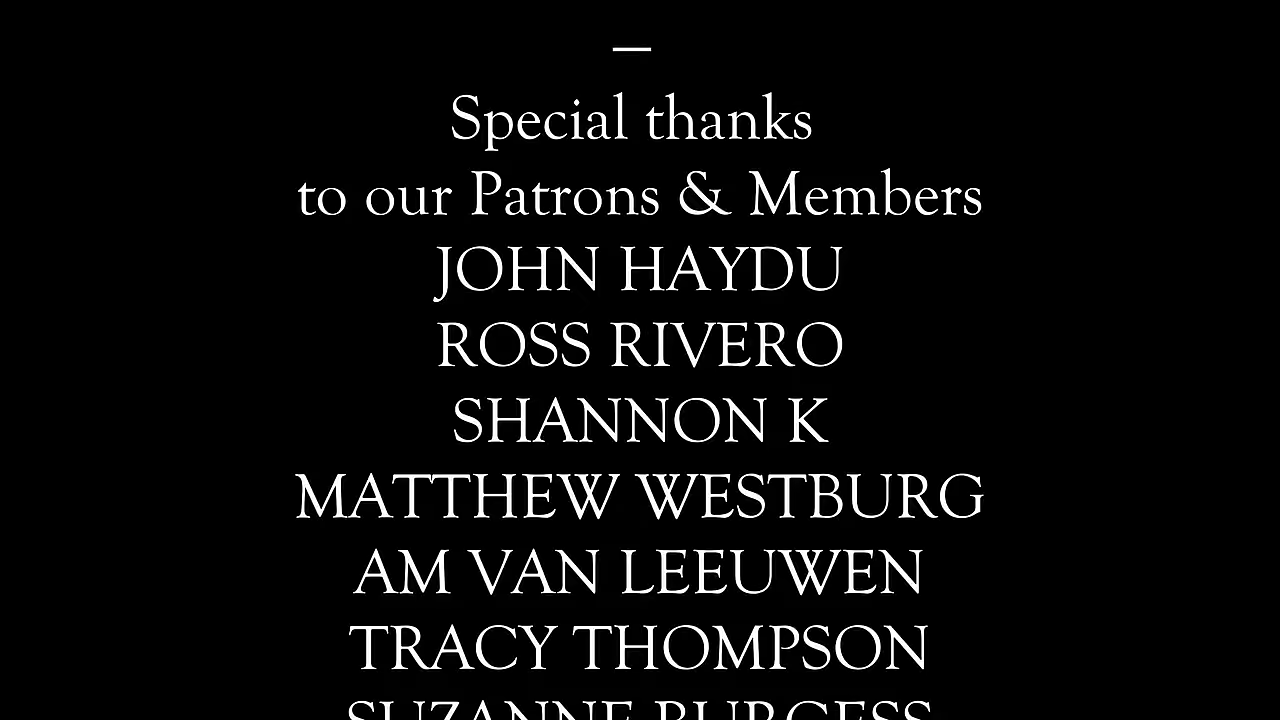 —
Special thanks
to our Patrons & Members
JOHN HAYDU
ROSS RIVERO
SHANNON K
MATTHEW WESTBURG
AM VAN LEEUWEN
TRACY THOMPSON
SUZANNE BURGESS